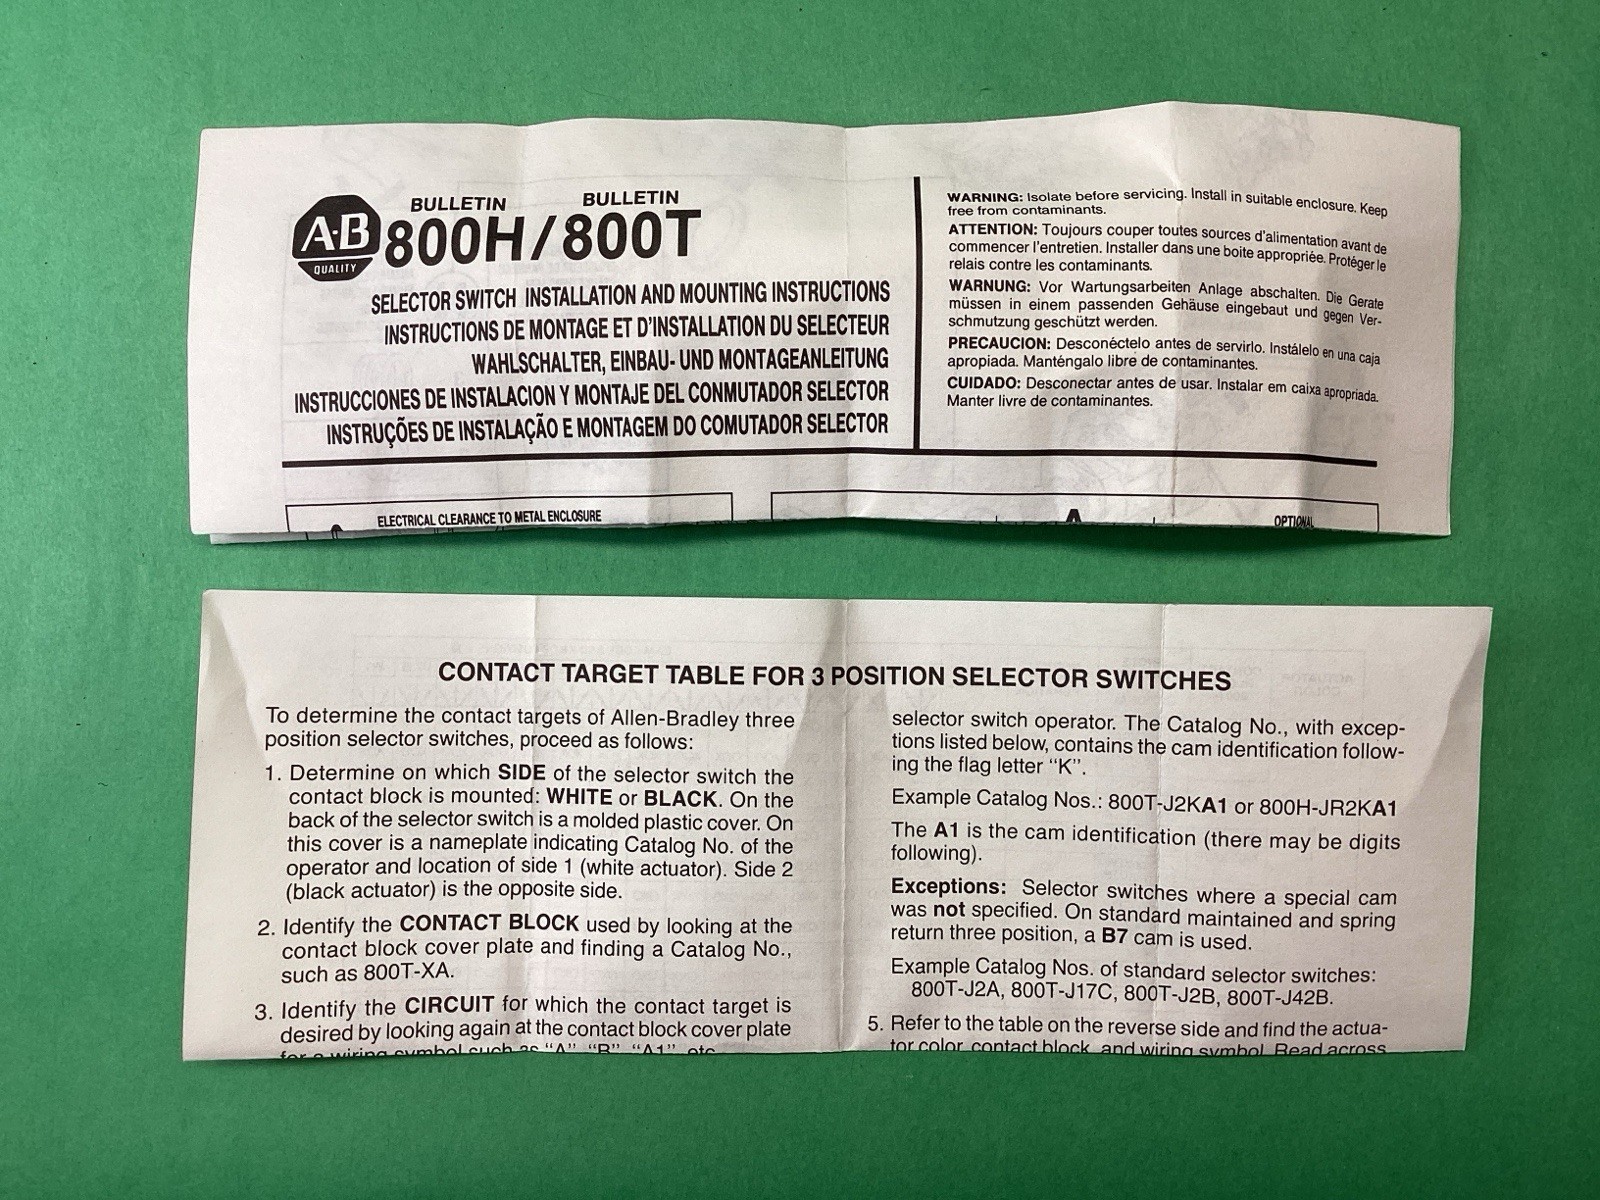 A·B
QUALITY
BULLETIN BULLETIN
800H/800T
SELECTOR SWITCH INSTALLATION AND MOUNTING INSTRUCTIONS
INSTRUCTIONS DE MONTAGE ET D'INSTALLATION DU SELECTEUR
WAHLSCHALTER, EINBAU- UND MONTAGEANLEITUNG
INSTRUCCIONES DE INSTALACION Y MONTAJE DEL CONMUTADOR SELECTOR
INSTRUÇÕES DE INSTALAÇÃO E MONTAGEM DO COMUTADOR SELECTOR
WARNING: Isolate before servicing. Install in suitable enclosure. Keep
free from contaminants.
ATTENTION: Toujours couper toutes sources d'alimentation avant de
commencer l'entretien. Installer dans une boite appropriée. Protéger le
relais contre les contaminants.
WARNUNG: Vor Wartungsarbeiten Anlage abschalten. Die Gerate
müssen in einem passenden Gehäuse eingebaut und gegen Ver-
schmutzung geschützt werden.
PRECAUCION: Desconéctelo antes de servirlo. Instálelo en una caja
apropiada. Manténgalo libre de contaminantes.
CUIDADO: Desconectar antes de usar. Instalar em caixa apropriada.
Manter livre de contaminantes.
ELECTRICAL CLEARANCE TO METAL ENCLOSURE
A
OPTIONAL
CONTACT TARGET TABLE FOR 3 POSITION SELECTOR SWITCHES
To determine the contact targets of Allen-Bradley three
position selector switches, proceed as follows:
1. Determine on which SIDE of the selector switch the
contact block is mounted: WHITE or BLACK. On the
back of the selector switch is a molded plastic cover. On
this cover is a nameplate indicating Catalog No. of the
operator and location of side 1 (white actuator). Side 2
(black actuator) is the opposite side.
2. Identify the CONTACT BLOCK used by looking at the
contact block cover plate and finding a Catalog No.,
such as 800T-XA.
3. Identify the CIRCUIT for which the contact target is
desired by looking again at the contact block cover plate
for a wiring symbol such as "A", "B", "A1", etc.
selector switch operator. The Catalog No., with excep-
tions listed below, contains the cam identification follow-
ing the flag letter "K".
Example Catalog Nos.: 800T-J2KA1 or 800H-JR2KA1
The A1 is the cam identification (there may be digits
following).
Exceptions: Selector switches where a special cam
was not specified. On standard maintained and spring
return three position, a B7 cam is used.
Example Catalog Nos. of standard selector switches:
800T-J2A, 800T-J17C, 800T-J2B, 800T-J42B.
5. Refer to the table on the reverse side and find the actua-
tor color, contact block, and wiring symbol. Read across